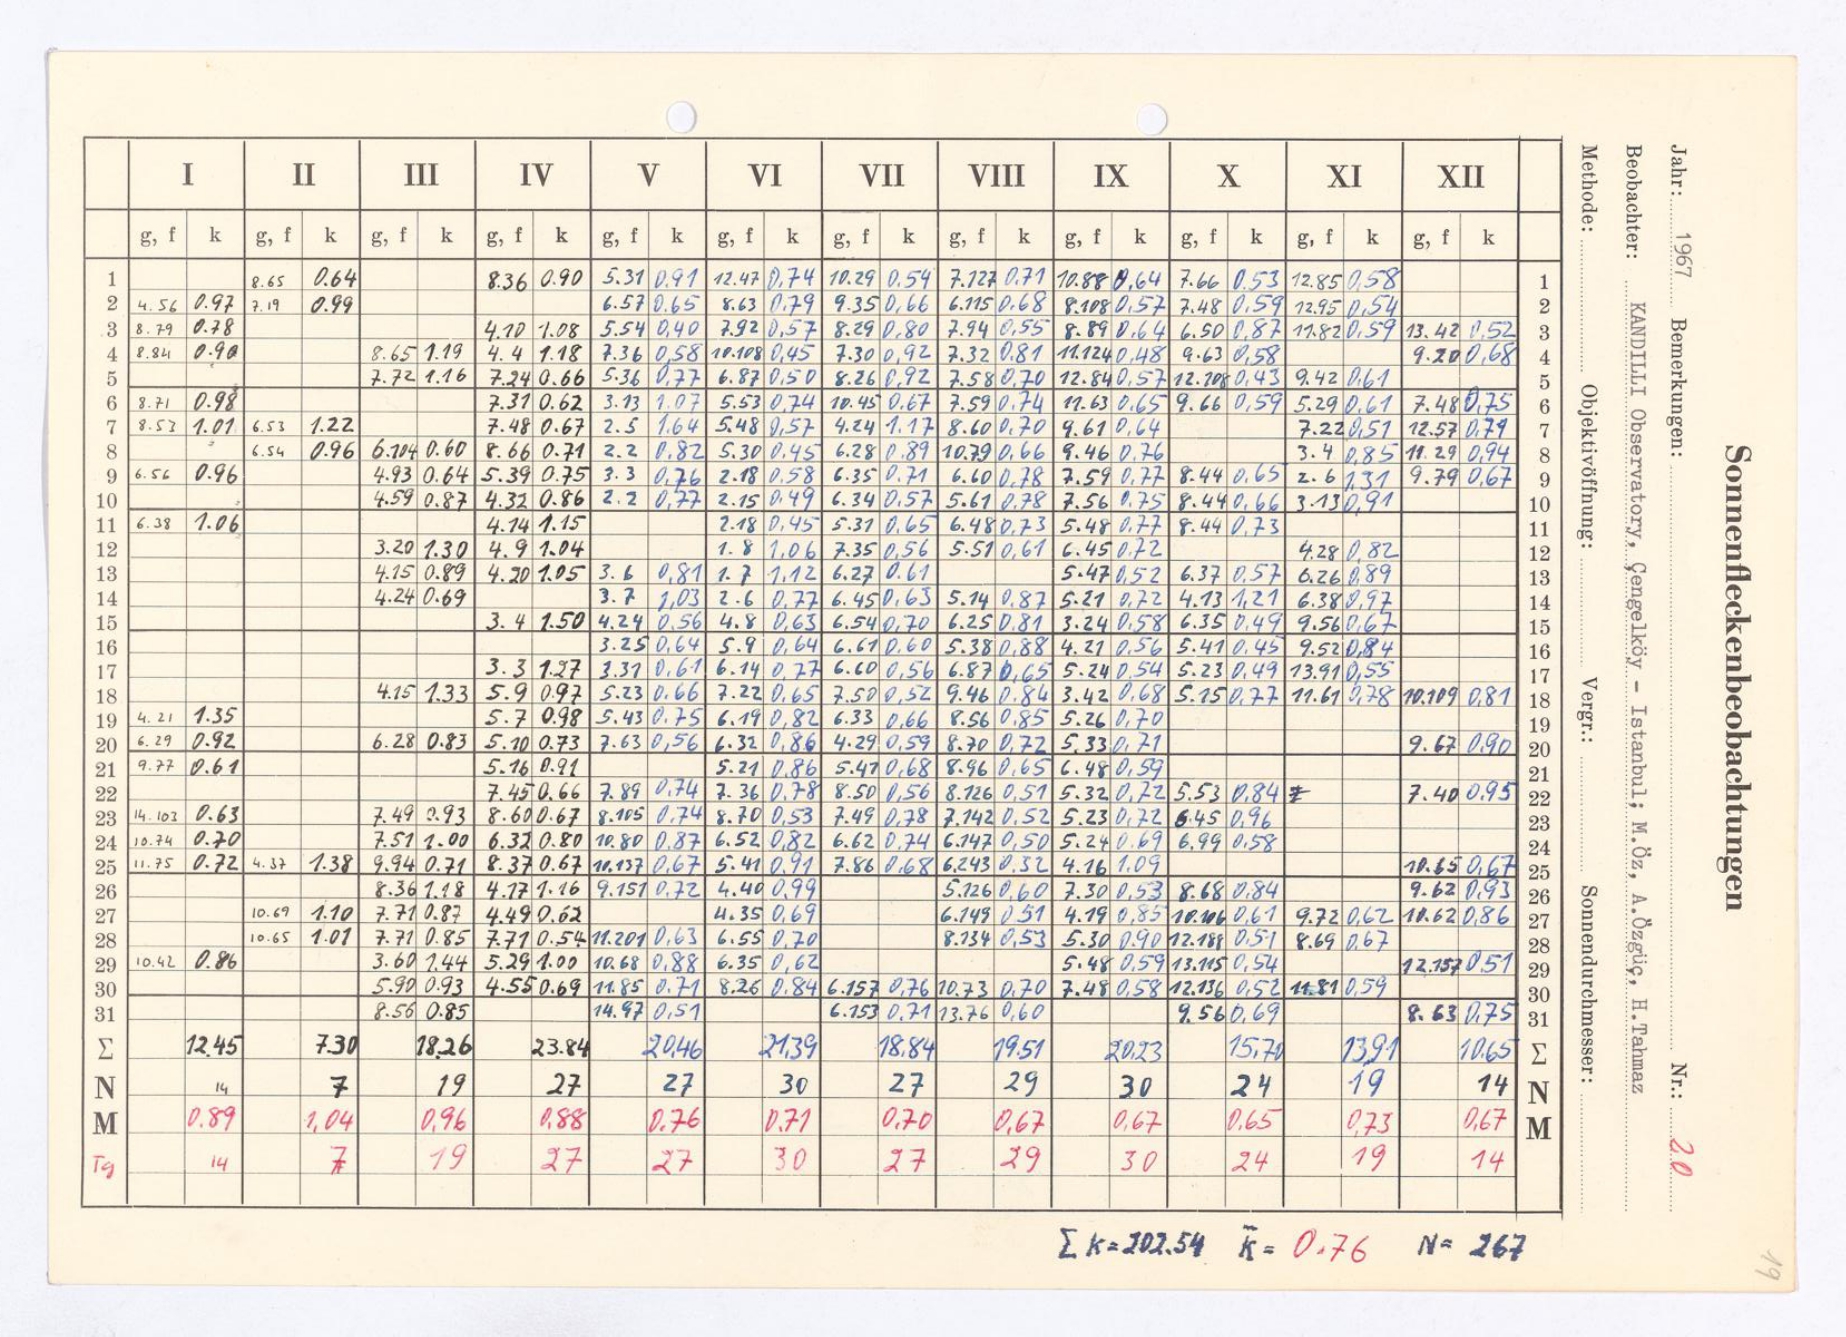 I II III IV V VI VII VIII IX X XI XII
g, f k g, f k g, f k g, f k g, f k g, f k g, f k g, f k g, f k g, f k g, f k g, f k
1 8.65 0.64 8.36 0.90 5.31 0.91 12.47 0,74 10.29 0,54 7.127 0,71 10.88 0,64 7.66 0,53 12.85 0,58 1
2 4.56 0.97 7.19 0.99 6.57 0.65 8.63 0,79 9.35 0,66 6.115 0,68 8.108 0,57 7.48 0,59 12.95 0,54 2
3 8.79 0.78 4.10 1.08 5.54 0,40 7.92 0,57 8.29 0,80 7.94 0,55 8.89 0,64 6.50 0,87 11.82 0,59 13.42 0,52 3
4 8.84 0.90 8.65 1.19 4.4 1.18 7.36 0,58 10.108 0,45 7.30 0,92 7.32 0,81 11.124 0,48 9.63 0,58 9.20 0,68 4
5 7.72 1.16 7.24 0.66 5.36 0,77 6.87 0,50 8.26 0,92 7.58 0,70 12.84 0,57 12.108 0,43 9.42 0,61 5
6 8.71 0.98 7.31 0.62 3.13 1.07 5.53 0,74 10.45 0,67 7.59 0,74 11.63 0,65 9.66 0,59 5.29 0,61 7.48 0,75 6
7 8.53 1.01 6.53 1.22 7.48 0.67 2.5 1.64 5.48 0,57 4.24 1.17 8.60 0,70 9.61 0,64 7.22 0,51 12.57 0,79 7
8 6.54 0.96 6.104 0.60 8.66 0.71 2.2 0,82 5.30 0,45 6.28 0,89 10.79 0,66 9.46 0,76 3.4 0,85 11.29 0,94 8
9 6.56 0.96 4.93 0.64 5.39 0.75 3.3 0,76 2.18 0.58 6.35 0,71 6.60 0,78 7.59 0,77 8.44 0,65 2.6 1,31 9.79 0,67 9
10 4.59 0.87 4.32 0.86 2.2 0,77 2.15 0,49 6.34 0,57 5.61 0,78 7.56 0,75 8.44 0,66 3.13 0,91 10
11 6.38 1.06 4.14 1.15 2.18 0,45 5.31 0,65 6.48 0,73 5.48 0,77 8.44 0,73 11
12 3.20 1.30 4.9 1.04 1.8 1,06 7.35 0,56 5.51 0,61 6.45 0,72 4.28 0,82 12
13 4.15 0.89 4.20 1.05 3.6 0,81 1.7 1,12 6.27 0.61 5.47 0,52 6.37 0,57 6.26 0,89 13
14 4.24 0.69 3.7 1,03 2.6 0,77 6.45 0,63 5.14 0,87 5.21 0,72 4.13 1,21 6.38 0,97 14
15 3.4 1.50 4.24 0,56 4.8 0,63 6.54 0,70 6.25 0,81 3.24 0,58 6.35 0,49 9.56 0,67 15
16 3.25 0,64 5.9 0,64 6.61 0,60 5.38 0,88 4.21 0,56 5.41 0,45 9.52 0,84 16
17 3.3 1.27 3.31 0,61 6.14 0,77 6.60 0,56 6.87 0,65 5.24 0,54 5.23 0,49 13.91 0,55 17
18 4.15 1.33 5.9 0.97 5.23 0.66 7.22 0,65 7.50 0,52 9.46 0,84 3.42 0,68 5.15 0,77 11.61 0,78 10.109 0,81 18
19 4.21 1.35 5.7 0.98 5.43 0.75 6.19 0,82 6.33 0,66 8.56 0,85 5.26 0,70 19
20 6.29 0.92 6.28 0.83 5.10 0.73 7.63 0,56 6.32 0,86 4.29 0,59 8.70 0,72 5.33 0,71 9.67 0,90 20
21 9.77 0.61 5.16 0.91 5.21 0,86 5.47 0,68 8.96 0,65 6.48 0,59 21
22 7.45 0.66 7.89 0,74 7.36 0,78 8.50 0,56 8.126 0,51 5.32 0,72 5.53 0,84 7.40 0,95 22
23 14.103 0.63 7.49 0.93 8.60 0.67 8.105 0,74 8.70 0,53 7.49 0,78 7.142 0,52 5.23 0,72 6.45 0,96 23
24 10.74 0.70 7.51 1.00 6.32 0.80 10.80 0,87 6.52 0,82 6.62 0,74 6.147 0,50 5.24 0.69 6.99 0.58 24
25 11.75 0.72 4.37 1.38 9.94 0.71 8.37 0.67 10.137 0,67 5.41 0,91 7.86 0,68 6.243 0,32 4.16 1.09 10.65 0,67 25
26 8.36 1.18 4.17 1.16 9.151 0,72 4.40 0,99 5.126 0,60 7.30 0,53 8.68 0,84 9.62 0,93 26
27 10.69 1.10 7.71 0.87 4.49 0.62 4.35 0,69 6.149 0,51 4.19 0,85 10.106 0,61 9.72 0,62 10.62 0,86 27
28 10.65 1.01 7.71 0.85 7.71 0.54 11.201 0,63 6.55 0,70 8.134 0,53 5.30 0.90 12.188 0,51 8.69 0,67 28
29 10.42 0.86 3.60 1.44 5.29 1.00 10.68 0,88 6.35 0,62 5.48 0,59 13.115 0,54 12.157 0,51 29
30 5.90 0.93 4.55 0.69 11.85 0.71 8.26 0.84 6.157 0,76 10.73 0,70 7.48 0,58 12.136 0,52 11.81 0,59 30
31 8.56 0.85 14.97 0,51 6.153 0,71 13.76 0,60 9.56 0,69 8.63 0,75 31
Σ 12.45 7.30 18.26 23.84 20,46 21,39 18,84 19.51 20,23 15,70 13,91 10.65 Σ
N 14 7 19 27 27 30 27 29 30 24 19 14 N
M 0.89 1,04 0,96 0,88 0.76 0.71 0,70 0,67 0,67 0.65 0,73 0,67 M
Tg 14 7 19 27 27 30 27 29 30 24 19 14
Σ k = 202.54 k̄ = 0.76 N = 267
Sonnenfleckenbeobachtungen
Jahr: 1967 Bemerkungen: Nr.: 20
Beobachter: KANDILLI Observatory, Çengelköy - Istanbul; M.Öz, A.Özgüç, H.Tahmaz
Methode: Objektivöffnung: Vergr.: Sonnendurchmesser:
19